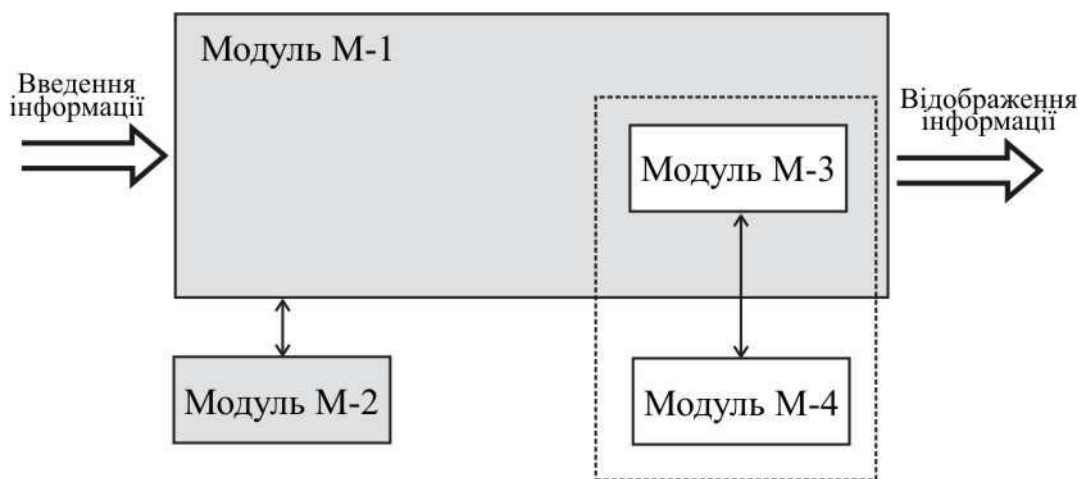 Модуль М-1
Введення
інформації
Відображення
інформації
Модуль М-3
Модуль М-2
Модуль М-4